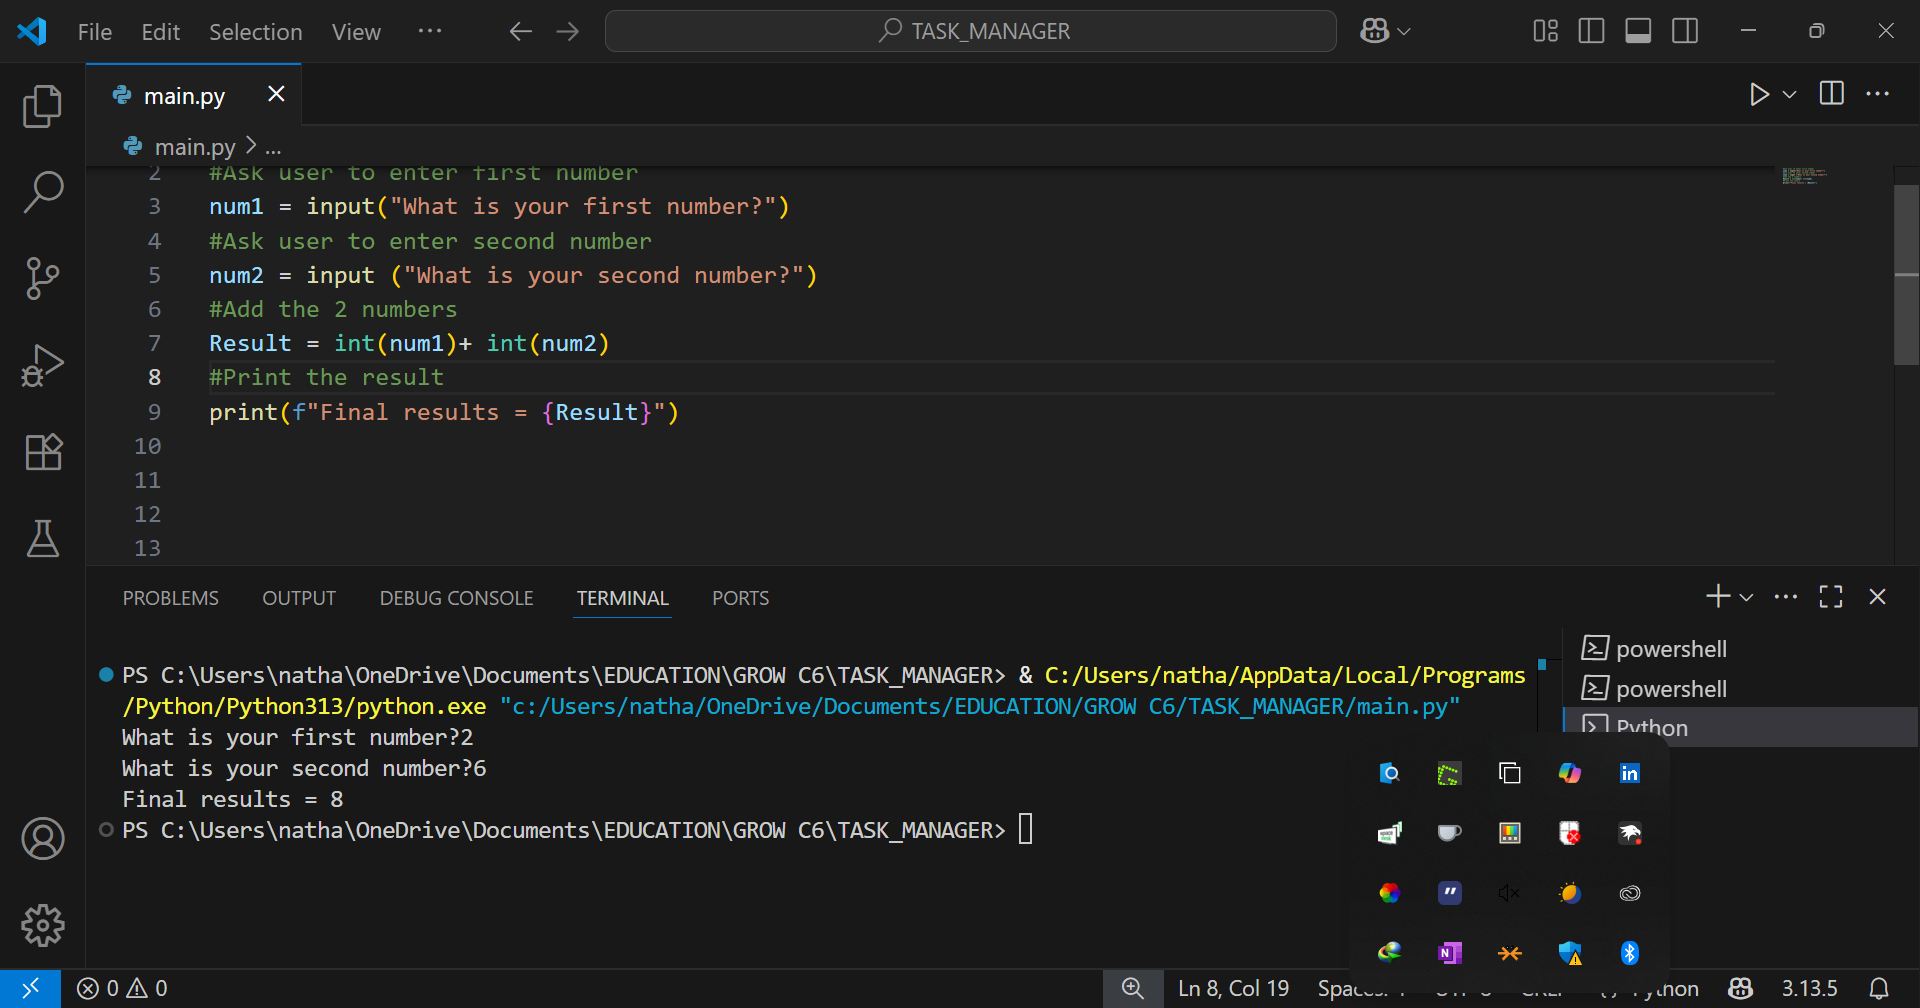 File Edit Selection View ··· TASK_MANAGER
main.py
main.py > ...
2 #Ask user to enter first number
3 num1 = input("What is your first number?")
4 #Ask user to enter second number
5 num2 = input ("What is your second number?")
6 #Add the 2 numbers
7 Result = int(num1)+ int(num2)
8 #Print the result
9 print(f"Final results = {Result}")
10
11
12
13
PROBLEMS OUTPUT DEBUG CONSOLE TERMINAL PORTS
PS C:\Users\natha\OneDrive\Documents\EDUCATION\GROW C6\TASK_MANAGER> & C:/Users/natha/AppData/Local/Programs
/Python/Python313/python.exe "c:/Users/natha/OneDrive/Documents/EDUCATION/GROW C6/TASK_MANAGER/main.py"
What is your first number?2
What is your second number?6
Final results = 8
PS C:\Users\natha\OneDrive\Documents\EDUCATION\GROW C6\TASK_MANAGER>
powershell
powershell
Python
in
N
0 0 Ln 8, Col 19 3.13.5